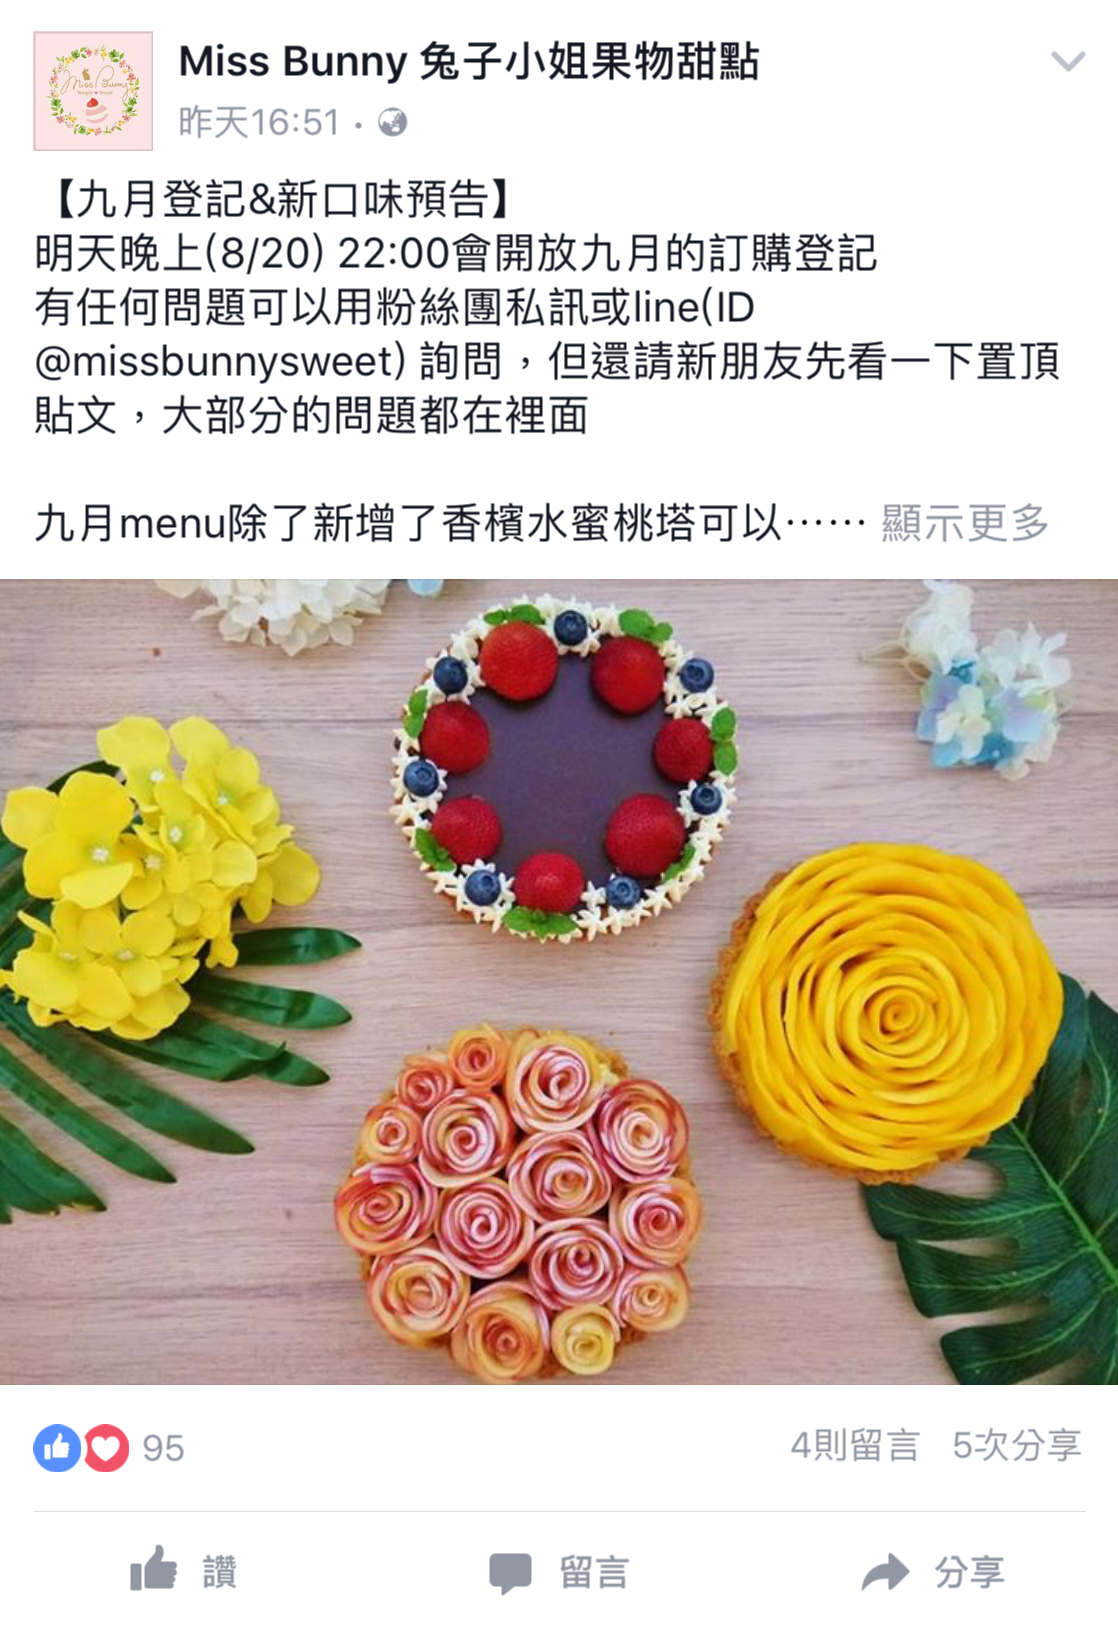 Miss Bunny
Simply Sweet
Miss Bunny 兔子小姐果物甜點
昨天16:51 ·
【九月登記&新口味預告】
明天晚上(8/20) 22:00會開放九月的訂購登記
有任何問題可以用粉絲團私訊或line(ID
@missbunnysweet) 詢問，但還請新朋友先看一下置頂
貼文，大部分的問題都在裡面
九月menu除了新增了香檳水蜜桃塔可以⋯⋯ 顯示更多
95
4則留言 5次分享
讚 留言 分享